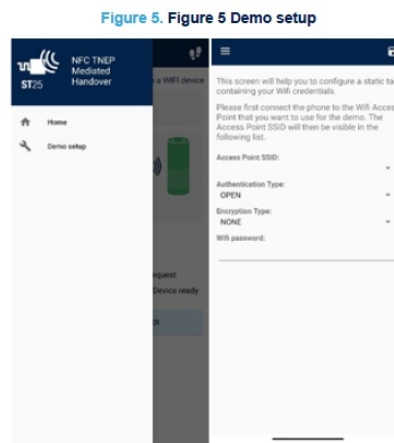 Figure 5. Figure 5 Demo setup
NFC TNEP
Mediated
Handover
ST25
Home
Demo setup
a WIFI device
equest
Device ready
This screen will help you to configure a static ta
containing your Wifi credentials.
Please first connect the phone to the Wifi Acces
Point that you want to use for the demo. The
Access Point SSID will then be visible in the
following list.
Access Point SSID:
Authentication Type:
OPEN
Encryption Type:
NONE
Wifi password: